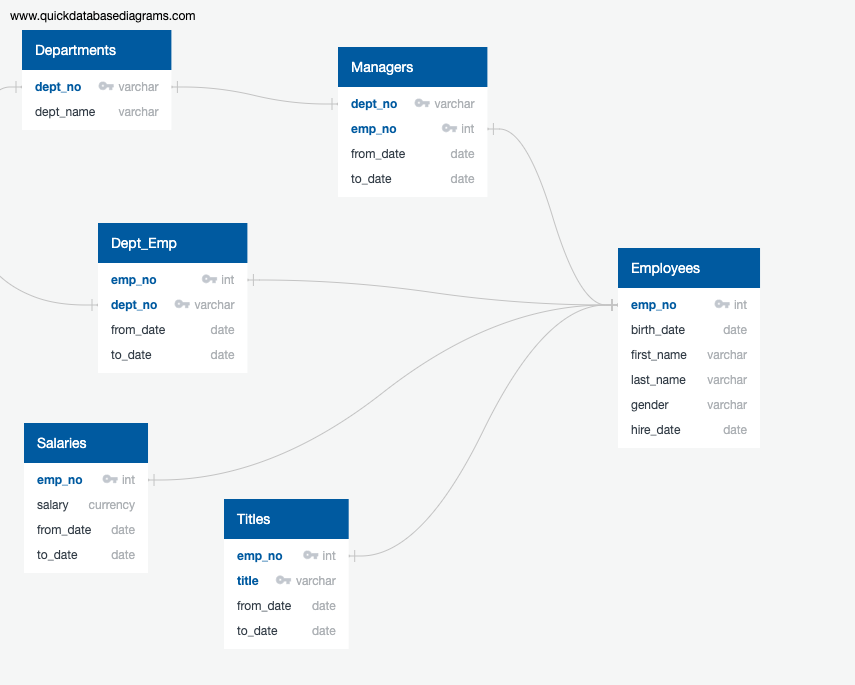 www.quickdatabasediagrams.com
Departments
dept_no varchar
dept_name varchar
Managers
dept_no varchar
emp_no int
from_date date
to_date date
Dept_Emp
emp_no int
dept_no varchar
from_date date
to_date date
Employees
emp_no int
birth_date date
first_name varchar
last_name varchar
gender varchar
hire_date date
Salaries
emp_no int
salary currency
from_date date
to_date date
Titles
emp_no int
title varchar
from_date date
to_date date